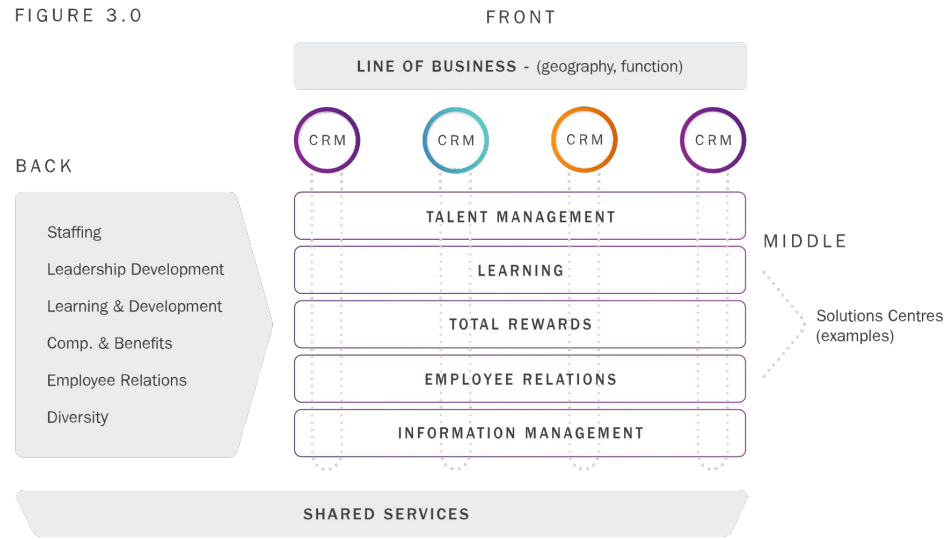 FIGURE 3.0
FRONT
LINE OF BUSINESS - (geography, function)
CRM
CRM
CRM
CRM
BACK
Staffing
Leadership Development
Learning & Development
Comp. & Benefits
Employee Relations
Diversity
TALENT MANAGEMENT
LEARNING
TOTAL REWARDS
EMPLOYEE RELATIONS
INFORMATION MANAGEMENT
MIDDLE
Solutions Centres
(examples)
SHARED SERVICES